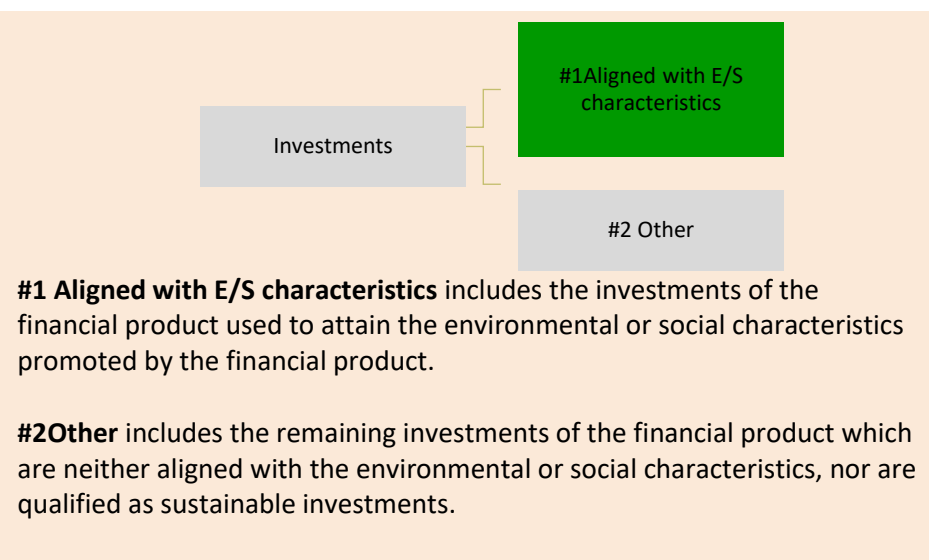 #1Aligned with E/S
characteristics
Investments
#2 Other
#1 Aligned with E/S characteristics includes the investments of the
financial product used to attain the environmental or social characteristics
promoted by the financial product.
#2Other includes the remaining investments of the financial product which
are neither aligned with the environmental or social characteristics, nor are
qualified as sustainable investments.